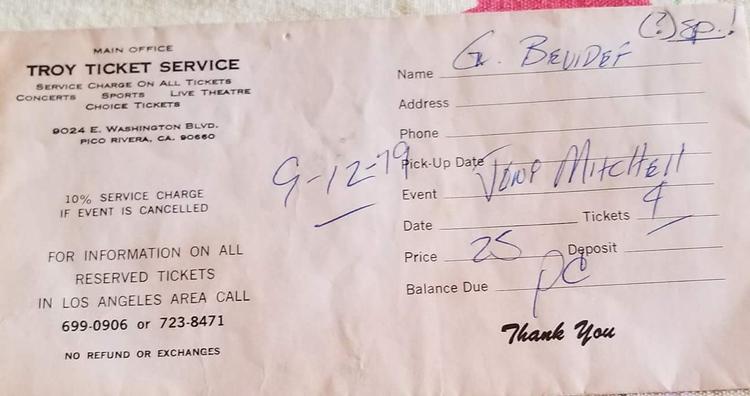 MAIN OFFICE
TROY TICKET SERVICE
SERVICE CHARGE ON ALL TICKETS
CONCERTS SPORTS LIVE THEATRE
CHOICE TICKETS
9024 E. WASHINGTON BLVD.
PICO RIVERA, CA. 90660
10% SERVICE CHARGE
IF EVENT IS CANCELLED
FOR INFORMATION ON ALL
RESERVED TICKETS
IN LOS ANGELES AREA CALL
699-0906 or 723-8471
NO REFUND OR EXCHANGES
9-12-79
(?) sp.!
Name
Address
Phone
Pick-Up Date
Event Mitchell
Date Tickets 4
Price 25 Deposit
Balance Due
Thank You